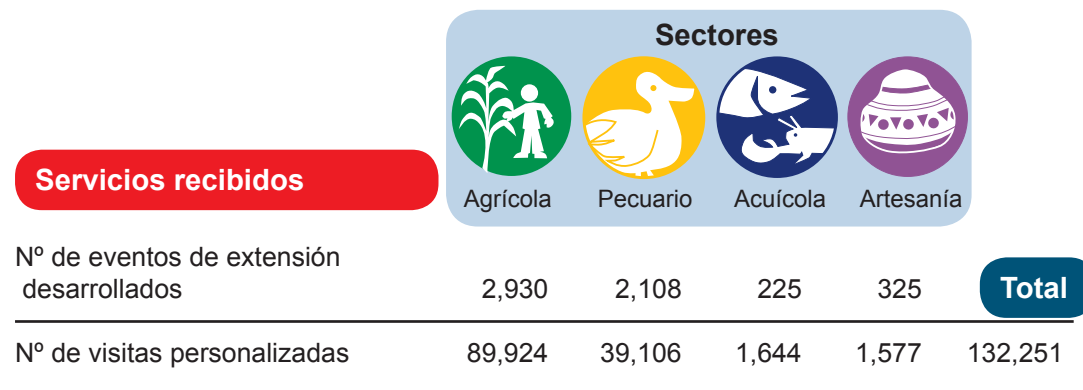 Sectores
Servicios recibidos
Agrícola Pecuario Acuícola Artesanía
Nº de eventos de extensión
desarrollados 2,930 2,108 225 325 Total
Nº de visitas personalizadas 89,924 39,106 1,644 1,577 132,251